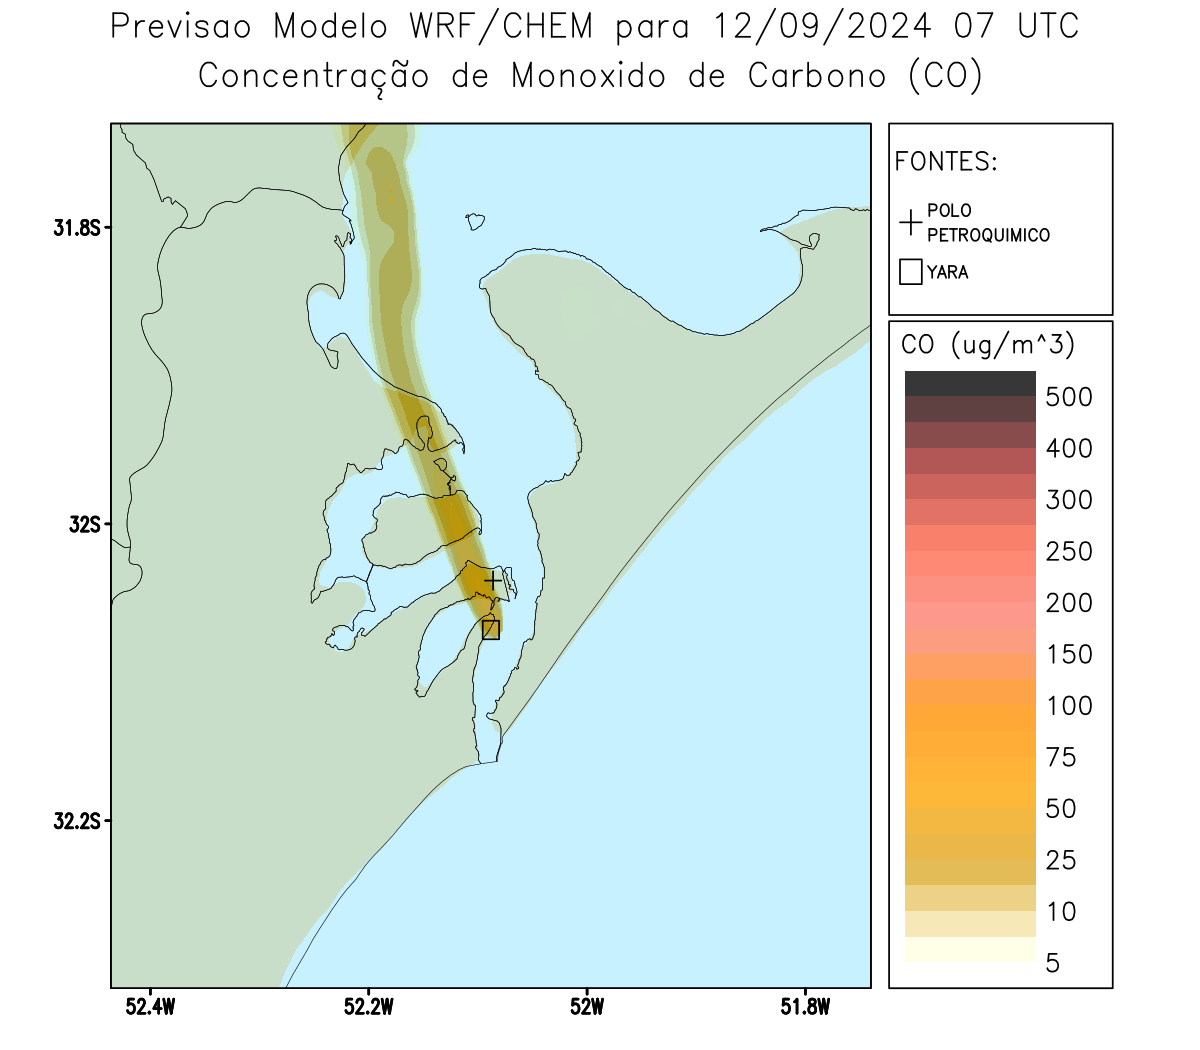 Previsao Modelo WRF/CHEM para 12/09/2024 07 UTC
Concentração de Monoxido de Carbono (CO)
FONTES:
POLO
PETROQUIMICO
YARA
CO (ug/m^3)
500
400
300
250
200
150
100
75
50
25
10
5
31.8S
32S
32.2S
52.4W
52.2W
52W
51.8W